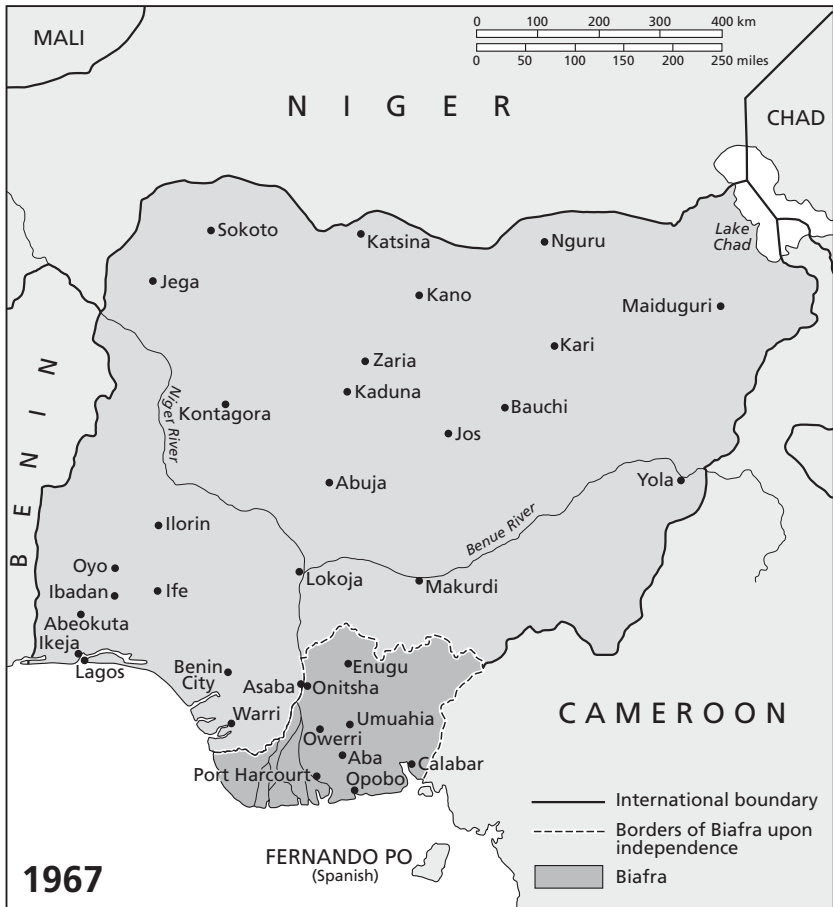 0 100 200 300 400 km
0 50 100 150 200 250 miles
MALI
NIGER
CHAD
Lake
Chad
Sokoto
Katsina
Nguru
Jega
Kano
Maiduguri
Kari
Zaria
Kaduna
Bauchi
Kontagora
Niger River
Jos
BENIN
Abuja
Yola
Benue River
Ilorin
Oyo
Lokoja
Makurdi
Ibadan
Ife
Abeokuta
Ikeja
Lagos
Benin
City
Enugu
Asaba
Onitsha
Warri
Umuahia
Owerri
Aba
Calabar
Port Harcourt
Opobo
CAMEROON
FERNANDO PO
(Spanish)
International boundary
Borders of Biafra upon
independence
Biafra
1967